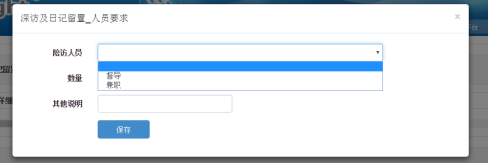 深访及日记留置_人员要求
×
陪访人员
督导
数量
兼职
其他说明
保存